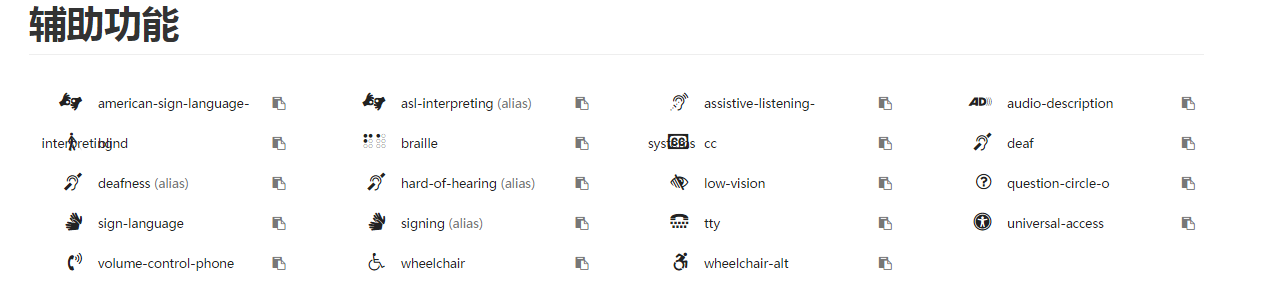 辅助功能
american-sign-language- asl-interpreting (alias) assistive-listening- audio-description
interpreting blind braille systems cc deaf
deafness (alias) hard-of-hearing (alias) low-vision question-circle-o
sign-language signing (alias) tty universal-access
volume-control-phone wheelchair wheelchair-alt